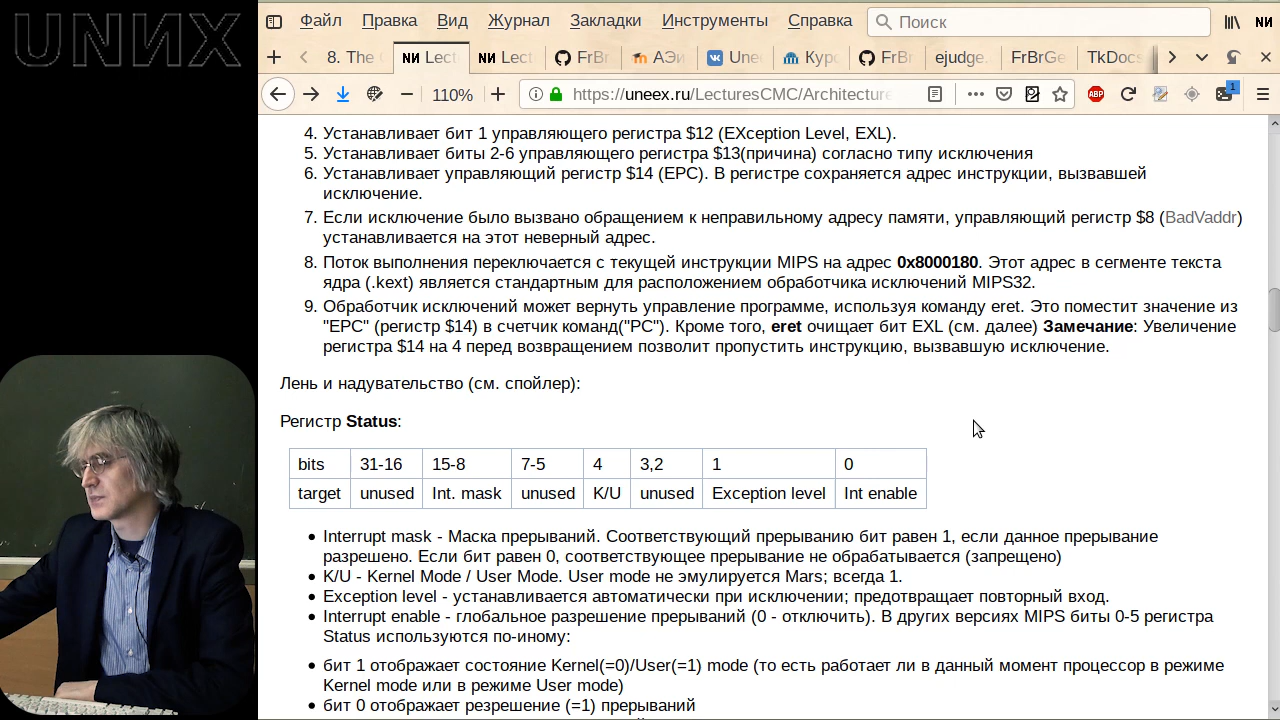 UNИX
Файл Правка Вид Журнал Закладки Инструменты Справка Поиск
8. The Lect Lect FrBr АЭи Une Курс FrBr ejudge. FrBrGe TkDocs
110% https://uneex.ru/LecturesCMC/Architecture ABP 1
4. Устанавливает бит 1 управляющего регистра $12 (EXception Level, EXL).
5. Устанавливает биты 2-6 управляющего регистра $13(причина) согласно типу исключения
6. Устанавливает управляющий регистр $14 (EPC). В регистре сохраняется адрес инструкции, вызвавшей
исключение.
7. Если исключение было вызвано обращением к неправильному адресу памяти, управляющий регистр $8 (BadVaddr)
устанавливается на этот неверный адрес.
8. Поток выполнения переключается с текущей инструкции MIPS на адрес 0x8000180. Этот адрес в сегменте текста
ядра (.kext) является стандартным для расположением обработчика исключений MIPS32.
9. Обработчик исключений может вернуть управление программе, используя команду eret. Это поместит значение из
"EPC" (регистр $14) в счетчик команд("PC"). Кроме того, eret очищает бит EXL (см. далее) Замечание: Увеличение
регистра $14 на 4 перед возвращением позволит пропустить инструкцию, вызвавшую исключение.
Лень и надувательство (см. спойлер):
Регистр Status:
bits 31-16 15-8 7-5 4 3,2 1 0
target unused Int. mask unused K/U unused Exception level Int enable
Interrupt mask - Маска прерываний. Соответствующий прерыванию бит равен 1, если данное прерывание
разрешено. Если бит равен 0, соответствующее прерывание не обрабатывается (запрещено)
K/U - Kernel Mode / User Mode. User mode не эмулируется Mars; всегда 1.
Exception level - устанавливается автоматически при исключении; предотвращает повторный вход.
Interrupt enable - глобальное разрешение прерываний (0 - отключить). В других версиях MIPS биты 0-5 регистра
Status используются по-иному:
бит 1 отображает состояние Kernel(=0)/User(=1) mode (то есть работает ли в данный момент процессор в режиме
Kernel mode или в режиме User mode)
бит 0 отображает резрешение (=1) прерываний